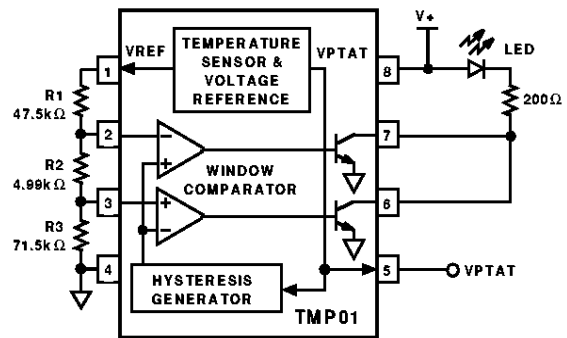 V+
TEMPERATURE
SENSOR &
VOLTAGE
REFERENCE
VREF
VPTAT
LED
1
8
R1
47.5kΩ
200Ω
2
7
−
+
R2
4.99kΩ
WINDOW
COMPARATOR
3
6
+
−
R3
71.5kΩ
4
5
VPTAT
HYSTERESIS
GENERATOR
TMP01